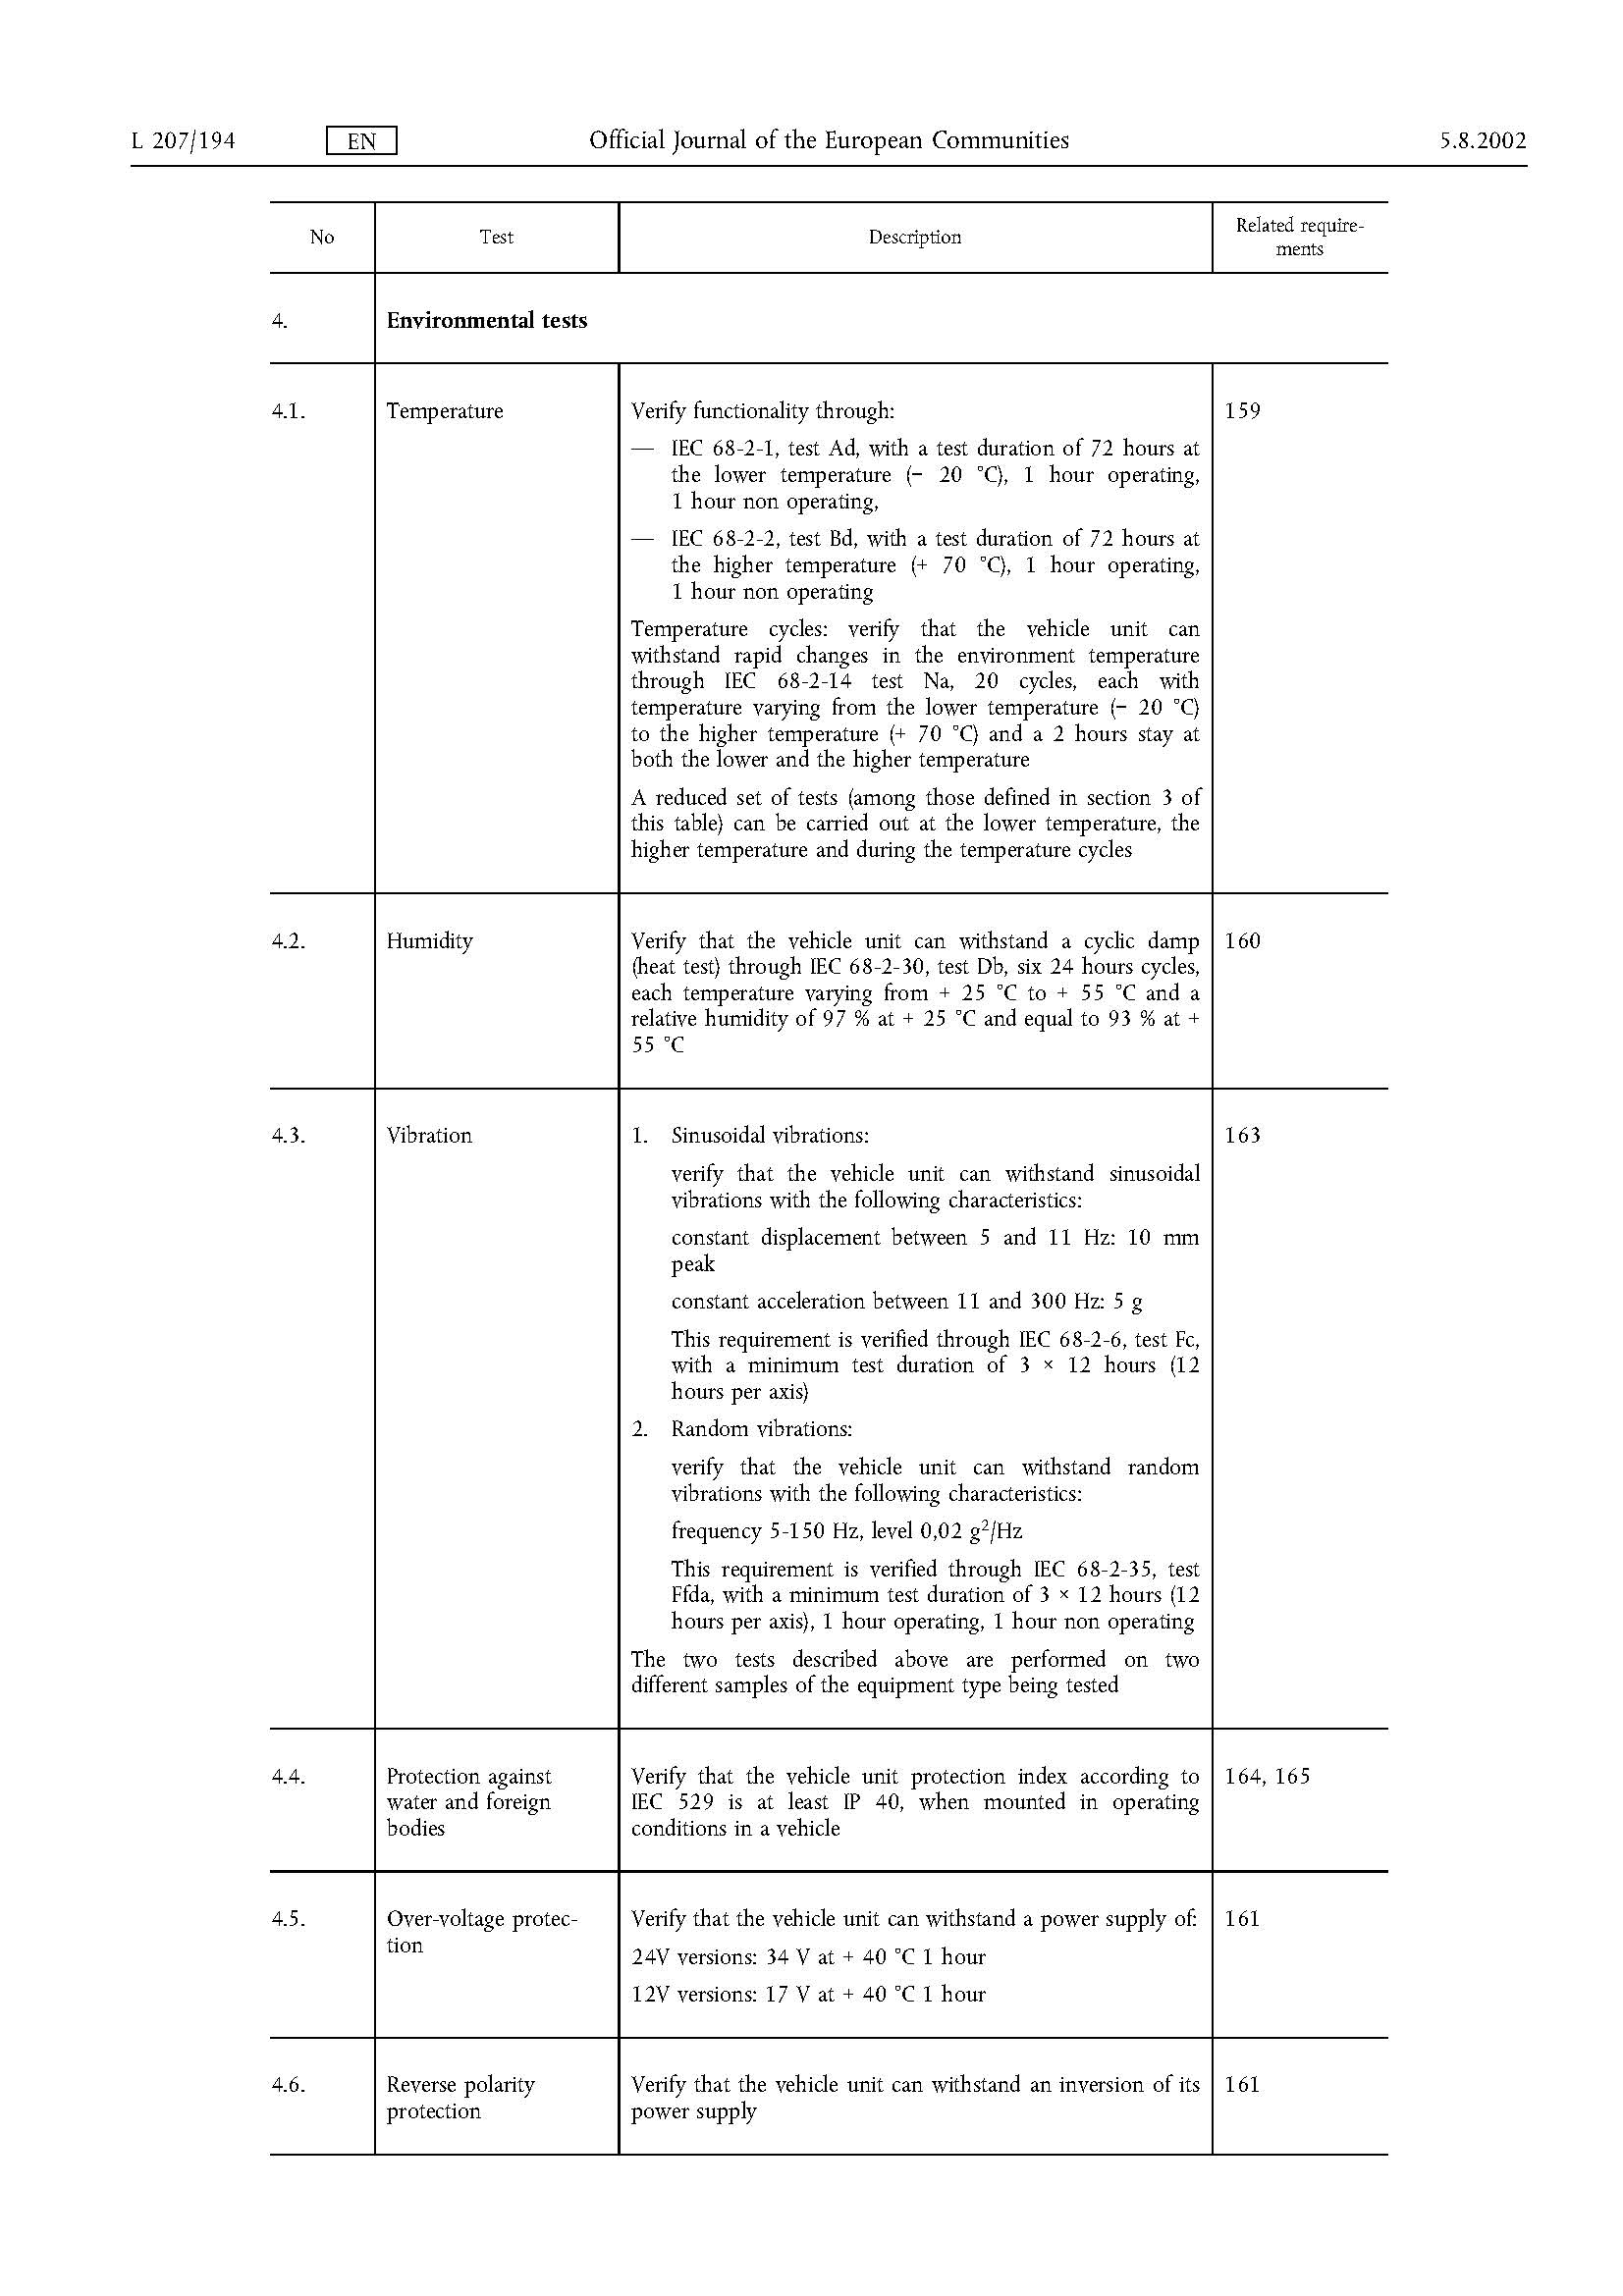 L 207/194 EN Official Journal of the European Communities 5.8.2002
No Test Description Related require-
ments
4. Environmental tests
4.1. Temperature Verify functionality through: 159
— IEC 68-2-1, test Ad, with a test duration of 72 hours at
the lower temperature (− 20 °C), 1 hour operating,
1 hour non operating,
— IEC 68-2-2, test Bd, with a test duration of 72 hours at
the higher temperature (+ 70 °C), 1 hour operating,
1 hour non operating
Temperature cycles: verify that the vehicle unit can
withstand rapid changes in the environment temperature
through IEC 68-2-14 test Na, 20 cycles, each with
temperature varying from the lower temperature (− 20 °C)
to the higher temperature (+ 70 °C) and a 2 hours stay at
both the lower and the higher temperature
A reduced set of tests (among those defined in section 3 of
this table) can be carried out at the lower temperature, the
higher temperature and during the temperature cycles
4.2. Humidity Verify that the vehicle unit can withstand a cyclic damp 160
(heat test) through IEC 68-2-30, test Db, six 24 hours cycles,
each temperature varying from + 25 °C to + 55 °C and a
relative humidity of 97 % at + 25 °C and equal to 93 % at +
55 °C
4.3. Vibration 1. Sinusoidal vibrations: 163
verify that the vehicle unit can withstand sinusoidal
vibrations with the following characteristics:
constant displacement between 5 and 11 Hz: 10 mm
peak
constant acceleration between 11 and 300 Hz: 5 g
This requirement is verified through IEC 68-2-6, test Fc,
with a minimum test duration of 3 × 12 hours (12
hours per axis)
2. Random vibrations:
verify that the vehicle unit can withstand random
vibrations with the following characteristics:
frequency 5-150 Hz, level 0,02 g²/Hz
This requirement is verified through IEC 68-2-35, test
Ffda, with a minimum test duration of 3 × 12 hours (12
hours per axis), 1 hour operating, 1 hour non operating
The two tests described above are performed on two
different samples of the equipment type being tested
4.4. Protection against Verify that the vehicle unit protection index according to 164, 165
water and foreign IEC 529 is at least IP 40, when mounted in operating
bodies conditions in a vehicle
4.5. Over-voltage protec- Verify that the vehicle unit can withstand a power supply of: 161
tion
24V versions: 34 V at + 40 °C 1 hour
12V versions: 17 V at + 40 °C 1 hour
4.6. Reverse polarity Verify that the vehicle unit can withstand an inversion of its 161
protection power supply